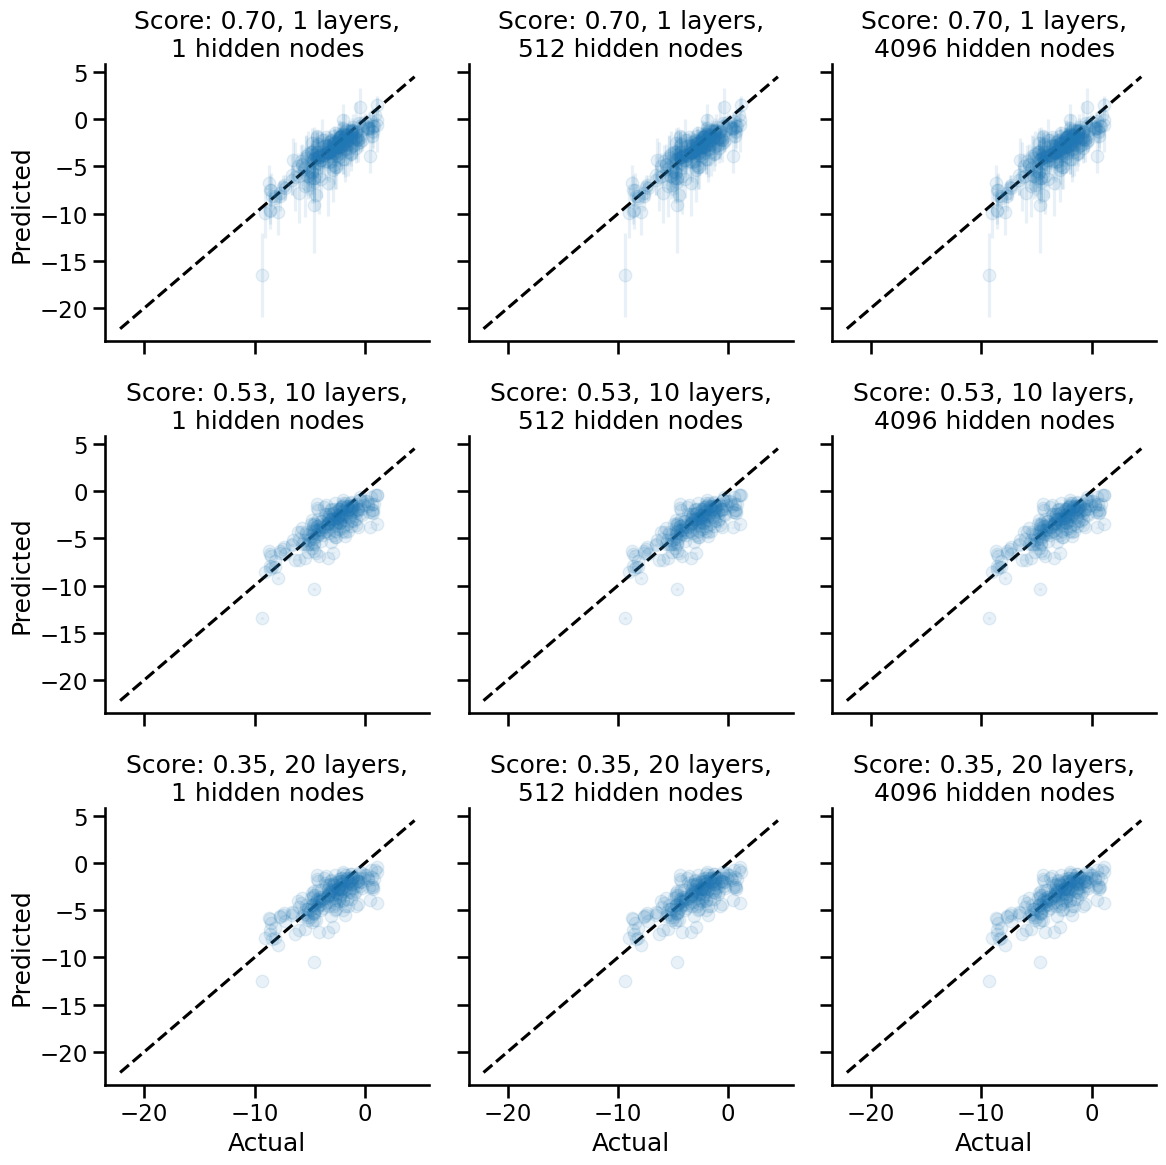 Score: 0.70, 1 layers,
1 hidden nodes
Score: 0.70, 1 layers,
512 hidden nodes
Score: 0.70, 1 layers,
4096 hidden nodes
5
0
−5
−10
−15
−20
Predicted
Score: 0.53, 10 layers,
1 hidden nodes
Score: 0.53, 10 layers,
512 hidden nodes
Score: 0.53, 10 layers,
4096 hidden nodes
5
0
−5
−10
−15
−20
Predicted
Score: 0.35, 20 layers,
1 hidden nodes
Score: 0.35, 20 layers,
512 hidden nodes
Score: 0.35, 20 layers,
4096 hidden nodes
5
0
−5
−10
−15
−20
Predicted
−20 −10 0
Actual
−20 −10 0
Actual
−20 −10 0
Actual